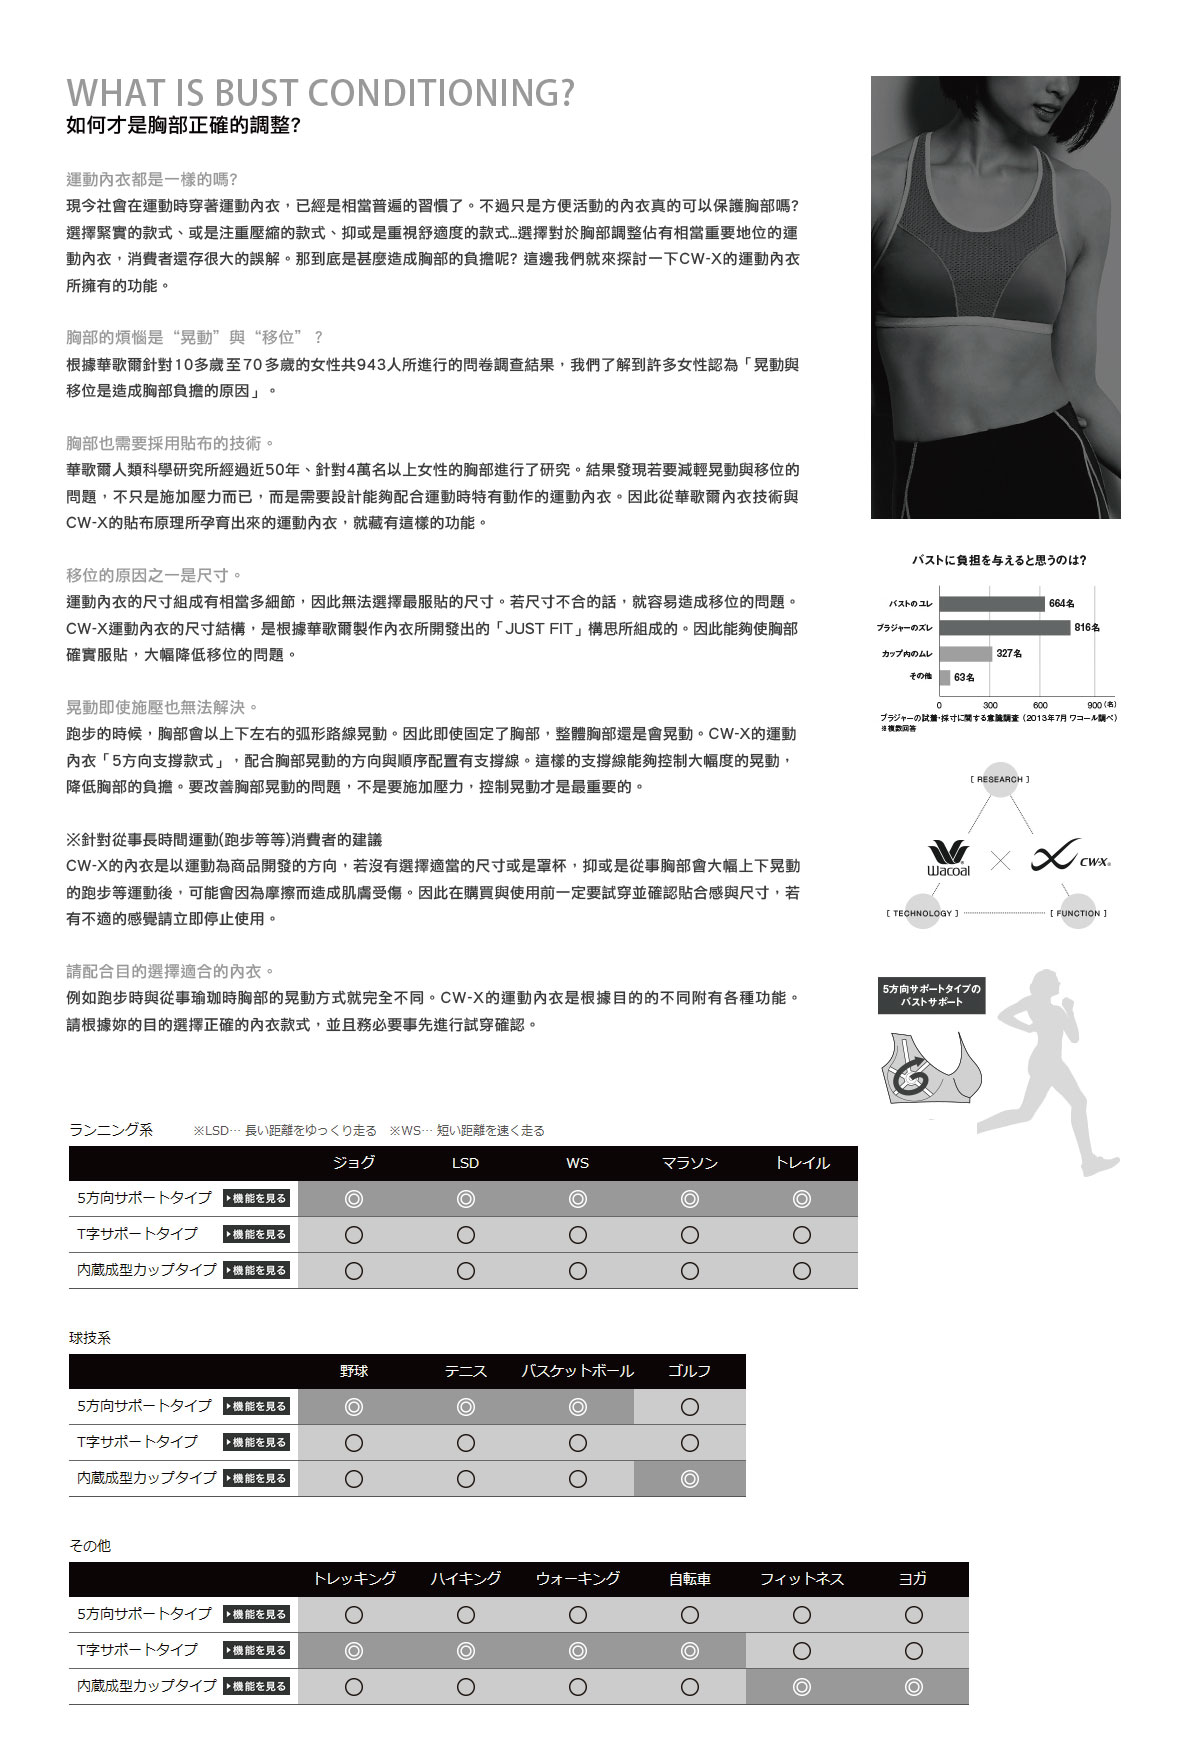 WHAT IS BUST CONDITIONING?
如何才是胸部正確的調整?
運動內衣都是一樣的嗎?
現今社會在運動時穿著運動內衣，已經是相當普遍的習慣了。不過只是方便活動的內衣真的可以保護胸部嗎?
選擇緊實的款式、或是注重壓縮的款式、抑或是重視舒適度的款式...選擇對於胸部調整佔有相當重要地位的運
動內衣，消費者還存很大的誤解。那到底是甚麼造成胸部的負擔呢? 這邊我們就來探討一下CW-X的運動內衣
所擁有的功能。
胸部的煩惱是“晃動”與“移位”？
根據華歌爾針對10多歲至70多歲的女性共943人所進行的問卷調查結果，我們了解到許多女性認為「晃動與
移位是造成胸部負擔的原因」。
胸部也需要採用貼布的技術。
華歌爾人類科學研究所經過近50年、針對4萬名以上女性的胸部進行了研究。結果發現若要減輕晃動與移位的
問題，不只是施加壓力而已，而是需要設計能夠配合運動時特有動作的運動內衣。因此從華歌爾內衣技術與
CW-X的貼布原理所孕育出來的運動內衣，就藏有這樣的功能。
移位的原因之一是尺寸。
運動內衣的尺寸組成有相當多細節，因此無法選擇最服貼的尺寸。若尺寸不合的話，就容易造成移位的問題。
CW-X運動內衣的尺寸結構，是根據華歌爾製作內衣所開發出的「JUST FIT」構思所組成的。因此能夠使胸部
確實服貼，大幅降低移位的問題。
晃動即使施壓也無法解決。
跑步的時候，胸部會以上下左右的弧形路線晃動。因此即使固定了胸部，整體胸部還是會晃動。CW-X的運動
內衣「5方向支撐款式」，配合胸部晃動的方向與順序配置有支撐線。這樣的支撐線能夠控制大幅度的晃動，
降低胸部的負擔。要改善胸部晃動的問題，不是要施加壓力，控制晃動才是最重要的。
※針對從事長時間運動(跑步等等)消費者的建議
CW-X的內衣是以運動為商品開發的方向，若沒有選擇適當的尺寸或是罩杯，抑或是從事胸部會大幅上下晃動
的跑步等運動後，可能會因為摩擦而造成肌膚受傷。因此在購買與使用前一定要試穿並確認貼合感與尺寸，若
有不適的感覺請立即停止使用。
請配合目的選擇適合的內衣。
例如跑步時與從事瑜珈時胸部的晃動方式就完全不同。CW-X的運動內衣是根據目的的不同附有各種功能。
請根據妳的目的選擇正確的內衣款式，並且務必要事先進行試穿確認。
バストに負担を与えると思うのは?
バストのユレ 664名
ブラジャーのズレ 816名
カップ内のムレ 327名
その他 63名
0 300 600 900 (名)
ブラジャーの試着・採寸に関する意識調査（2013年7月 ワコール調べ）
※複数回答
[ RESEARCH ]
Wacoal
CW-X®
[ TECHNOLOGY ] [ FUNCTION ]
5方向サポートタイプの
バストサポート
ランニング系 ※LSD… 長い距離をゆっくり走る ※WS… 短い距離を速く走る
ジョグ LSD WS マラソン トレイル
5方向サポートタイプ 機能を見る ◎ ◎ ◎ ◎ ◎
T字サポートタイプ 機能を見る ○ ○ ○ ○ ○
内蔵成型カップタイプ 機能を見る ○ ○ ○ ○ ○
球技系
野球 テニス バスケットボール ゴルフ
5方向サポートタイプ 機能を見る ◎ ◎ ◎ ○
T字サポートタイプ 機能を見る ○ ○ ○ ○
内蔵成型カップタイプ 機能を見る ○ ○ ○ ◎
その他
トレッキング ハイキング ウォーキング 自転車 フィットネス ヨガ
5方向サポートタイプ 機能を見る ○ ○ ○ ○ ○ ○
T字サポートタイプ 機能を見る ◎ ◎ ◎ ◎ ○ ○
内蔵成型カップタイプ 機能を見る ○ ○ ○ ○ ◎ ◎